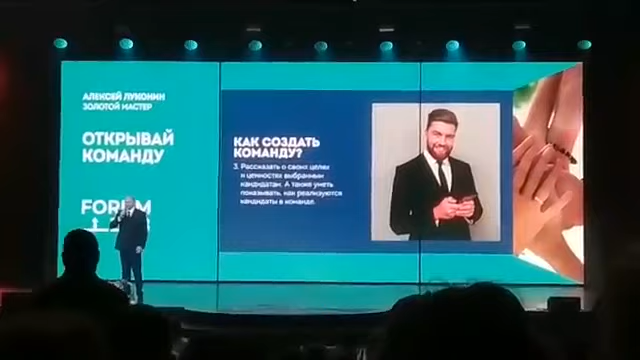 АЛЕКСЕЙ ЛУКОНИН
ЗОЛОТОЙ МАСТЕР
ОТКРЫВАЙ
КОМАНДУ
FORUM
КАК СОЗДАТЬ
КОМАНДУ?
3. Рассказать о своих целях
и ценностях выбранным
кандидатам. А также уметь
показывать, как реализуются
кандидаты в команде.